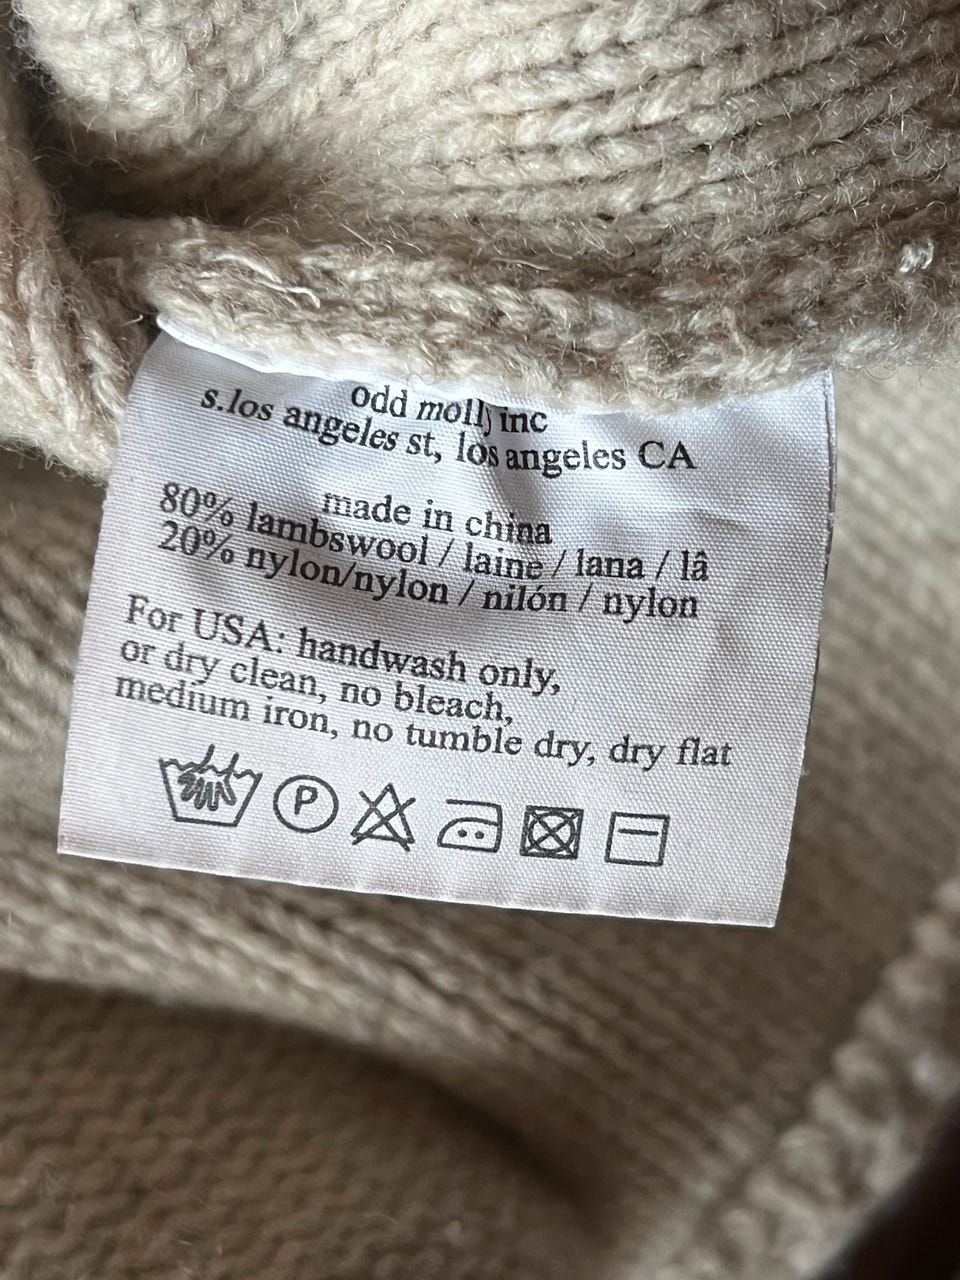 odd molly inc
s.los angeles st, los angeles CA
made in china
80% lambswool / laine / lana / lâ
20% nylon/nylon / nilón / nylon
For USA: handwash only,
or dry clean, no bleach,
medium iron, no tumble dry, dry flat
P